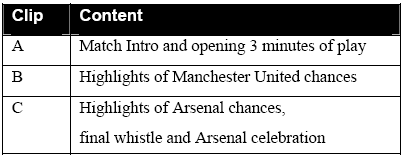 Clip Content
A Match Intro and opening 3 minutes of play
B Highlights of Manchester United chances
C Highlights of Arsenal chances,
final whistle and Arsenal celebration